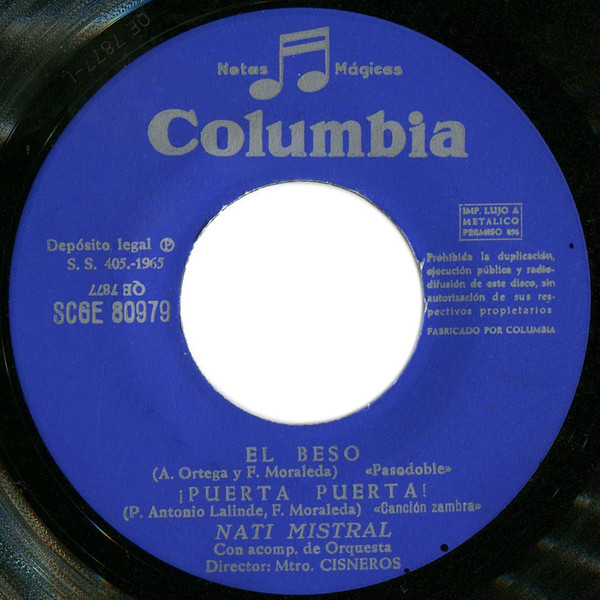 QE 7877-1
Notas Mágicas
Columbia
IMP. LUJO A
METALICO
PERMISO 896
Depósito legal Ⓟ
S. S. 405.-1965
QE 7877
SCGE 80979
Prohibida la duplicación,
ejecución pública y radio-
difusión de este disco, sin
autorización de sus res-
pectivos propietarios
FABRICADO POR COLUMBIA
EL BESO
(A. Ortega y F. Moraleda) «Pasodoble»
¡PUERTA PUERTA!
(P. Antonio Lalinde, F. Moraleda) «Canción zambra»
NATI MISTRAL
Con acomp. de Orquesta
Director: Mtro. CISNEROS